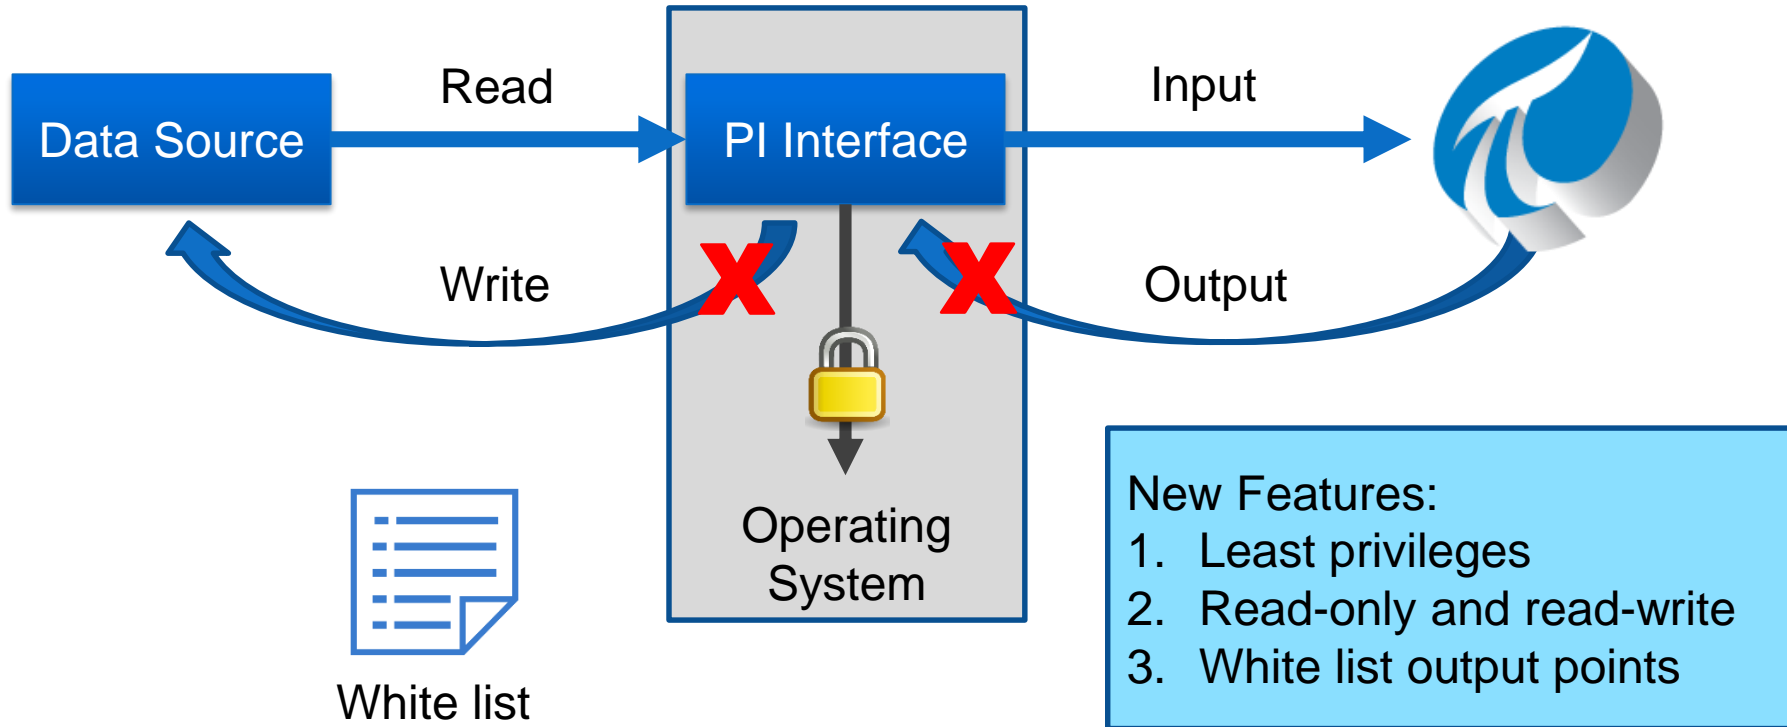 Read
Input
Data Source
PI Interface
Write
Output
Operating
System
White list
New Features:
1. Least privileges
2. Read-only and read-write
3. White list output points